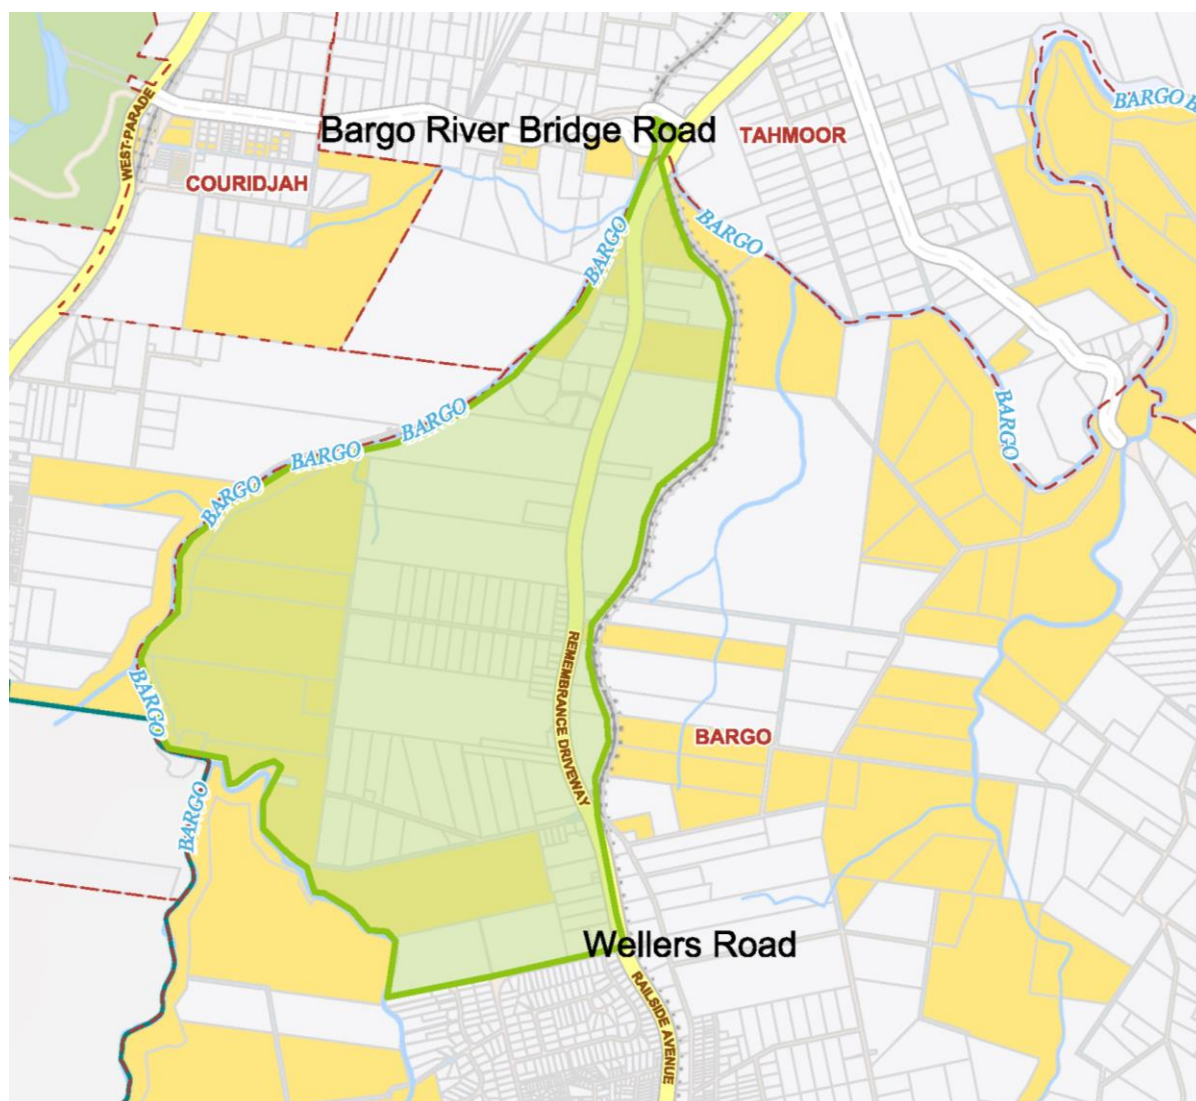 BARGO B
WEST-PARADE
Bargo River Bridge Road
TAHMOOR
COURIDJAH
BARGO
BARGO
BARGO
BARGO
BARGO
BARGO
BARGO
REMEMBRANCE DRIVEWAY
BARGO
BARGO
Wellers Road
RAILSIDE AVENUE